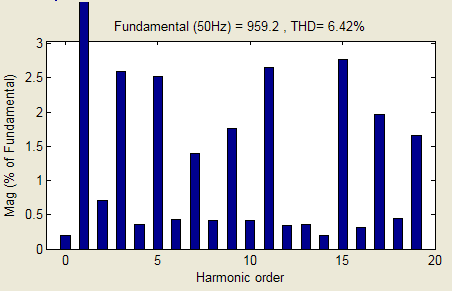 Fundamental (50Hz) = 959.2 , THD= 6.42%
3
2.5
2
1.5
1
0.5
0
Mag (% of Fundamental)
0 5 10 15 20
Harmonic order